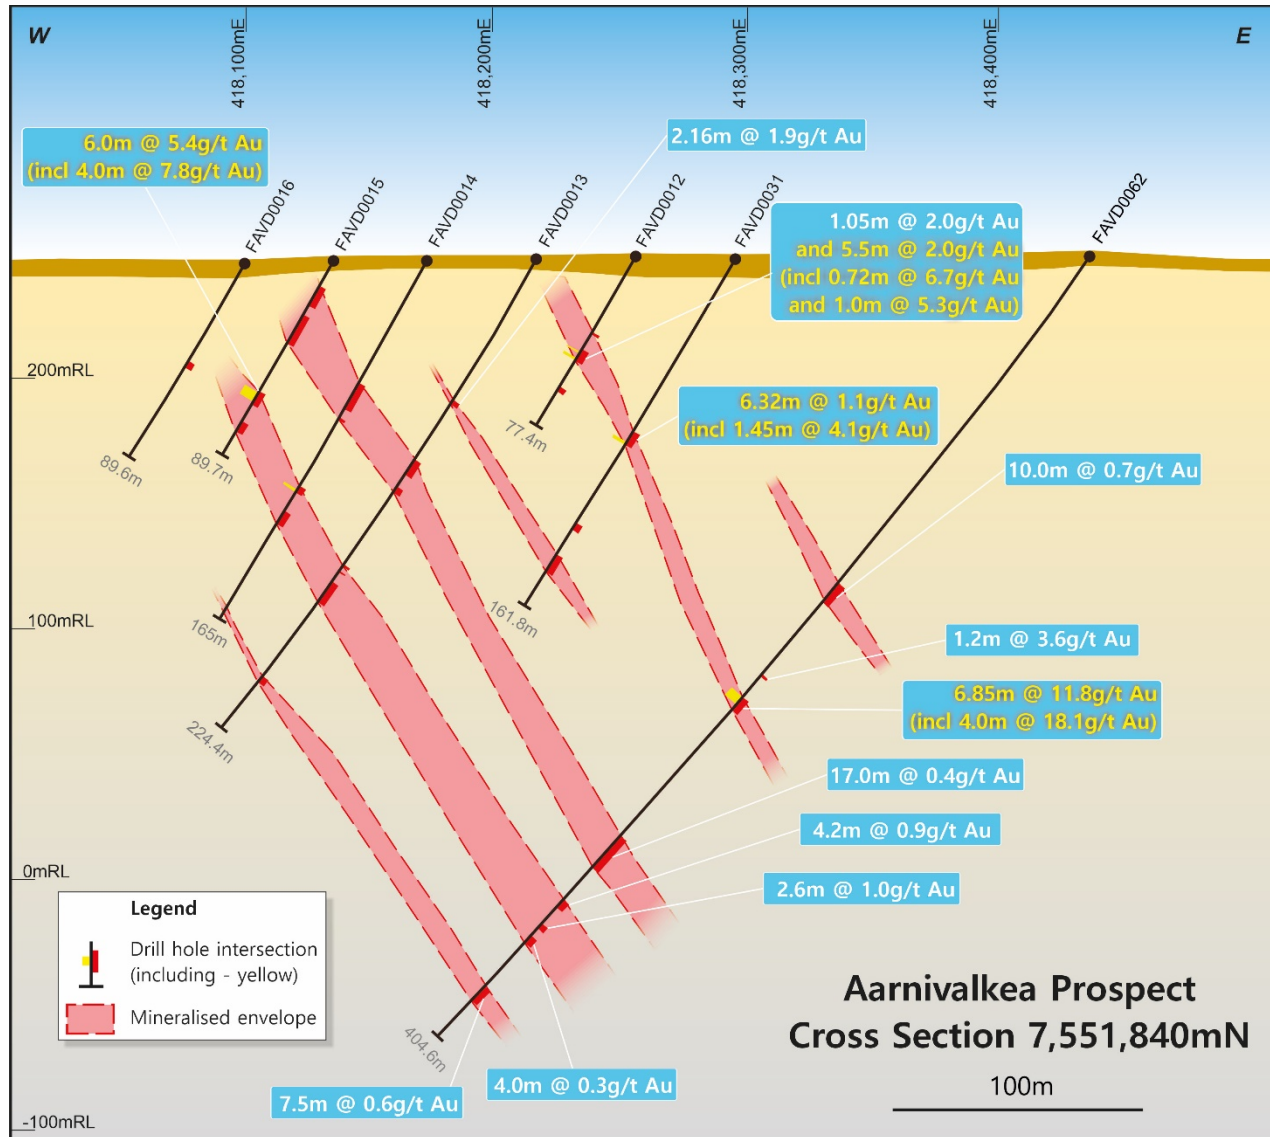 W
E
418,100mE
418,200mE
418,300mE
418,400mE
6.0m @ 5.4g/t Au
(incl 4.0m @ 7.8g/t Au)
2.16m @ 1.9g/t Au
FAVD0016
FAVD0015
FAVD0014
FAVD0013
FAVD0012
FAVD0031
FAVD0062
1.05m @ 2.0g/t Au
and 5.5m @ 2.0g/t Au
(incl 0.72m @ 6.7g/t Au
and 1.0m @ 5.3g/t Au)
200mRL
6.32m @ 1.1g/t Au
(incl 1.45m @ 4.1g/t Au)
77.4m
89.6m
89.7m
10.0m @ 0.7g/t Au
100mRL
165m
161.8m
1.2m @ 3.6g/t Au
6.85m @ 11.8g/t Au
(incl 4.0m @ 18.1g/t Au)
224.4m
17.0m @ 0.4g/t Au
4.2m @ 0.9g/t Au
0mRL
2.6m @ 1.0g/t Au
Legend
Drill hole intersection
(including - yellow)
Mineralised envelope
404.6m
Aarnivalkea Prospect
Cross Section 7,551,840mN
100m
4.0m @ 0.3g/t Au
7.5m @ 0.6g/t Au
-100mRL